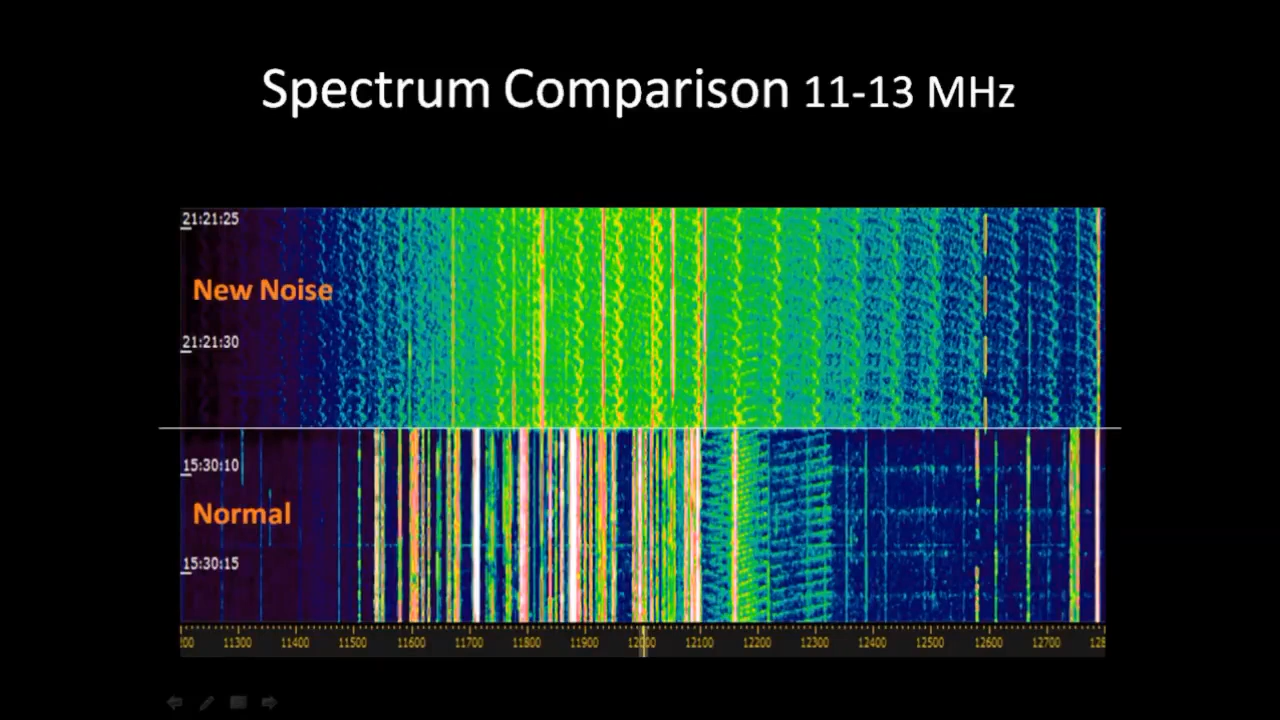 Spectrum Comparison 11-13 MHz
21:21:25
New Noise
21:21:30
15:30:10
Normal
15:30:15
11300 11400 11500 11600 11700 11800 11900 12000 12100 12200 12300 12400 12500 12600 12700